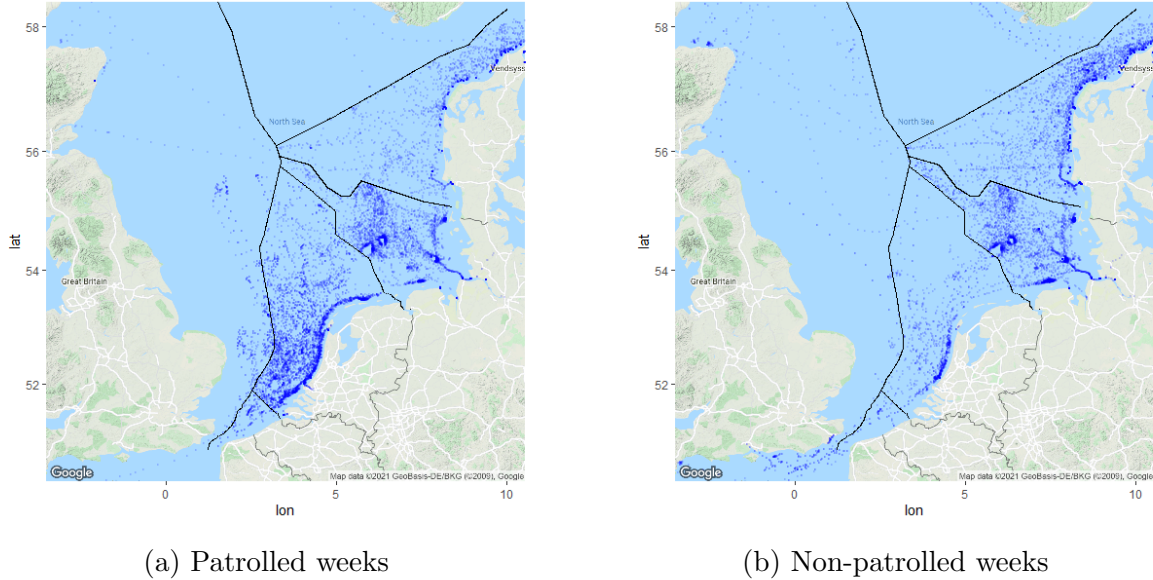 58
56
54
52
lat
North Sea
Vendsyss
Great Britain
Google
Map data ©2021 GeoBasis-DE/BKG (©2009), Google
0
5
10
lon
(a) Patrolled weeks
58
56
54
52
lat
North Sea
Vendsyss
Great Britain
Google
Map data ©2021 GeoBasis-DE/BKG (©2009), Google
0
5
10
lon
(b) Non-patrolled weeks